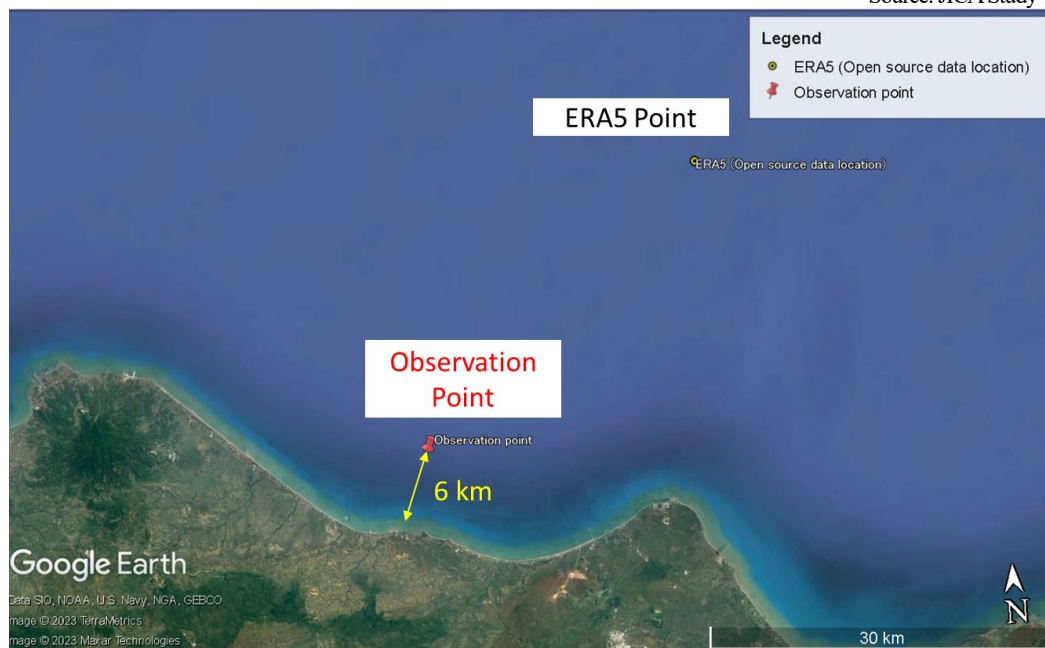 Source: JICA Study
Legend
ERA5 (Open source data location)
Observation point
ERA5 Point
ERA5 (Open source data location)
Observation
Point
Observation point
6 km
Google Earth
Data SIO, NOAA, U.S. Navy, NGA, GEBCO
mage © 2023 TerraMetrics
mage © 2023 Maxar Technologies
N
30 km